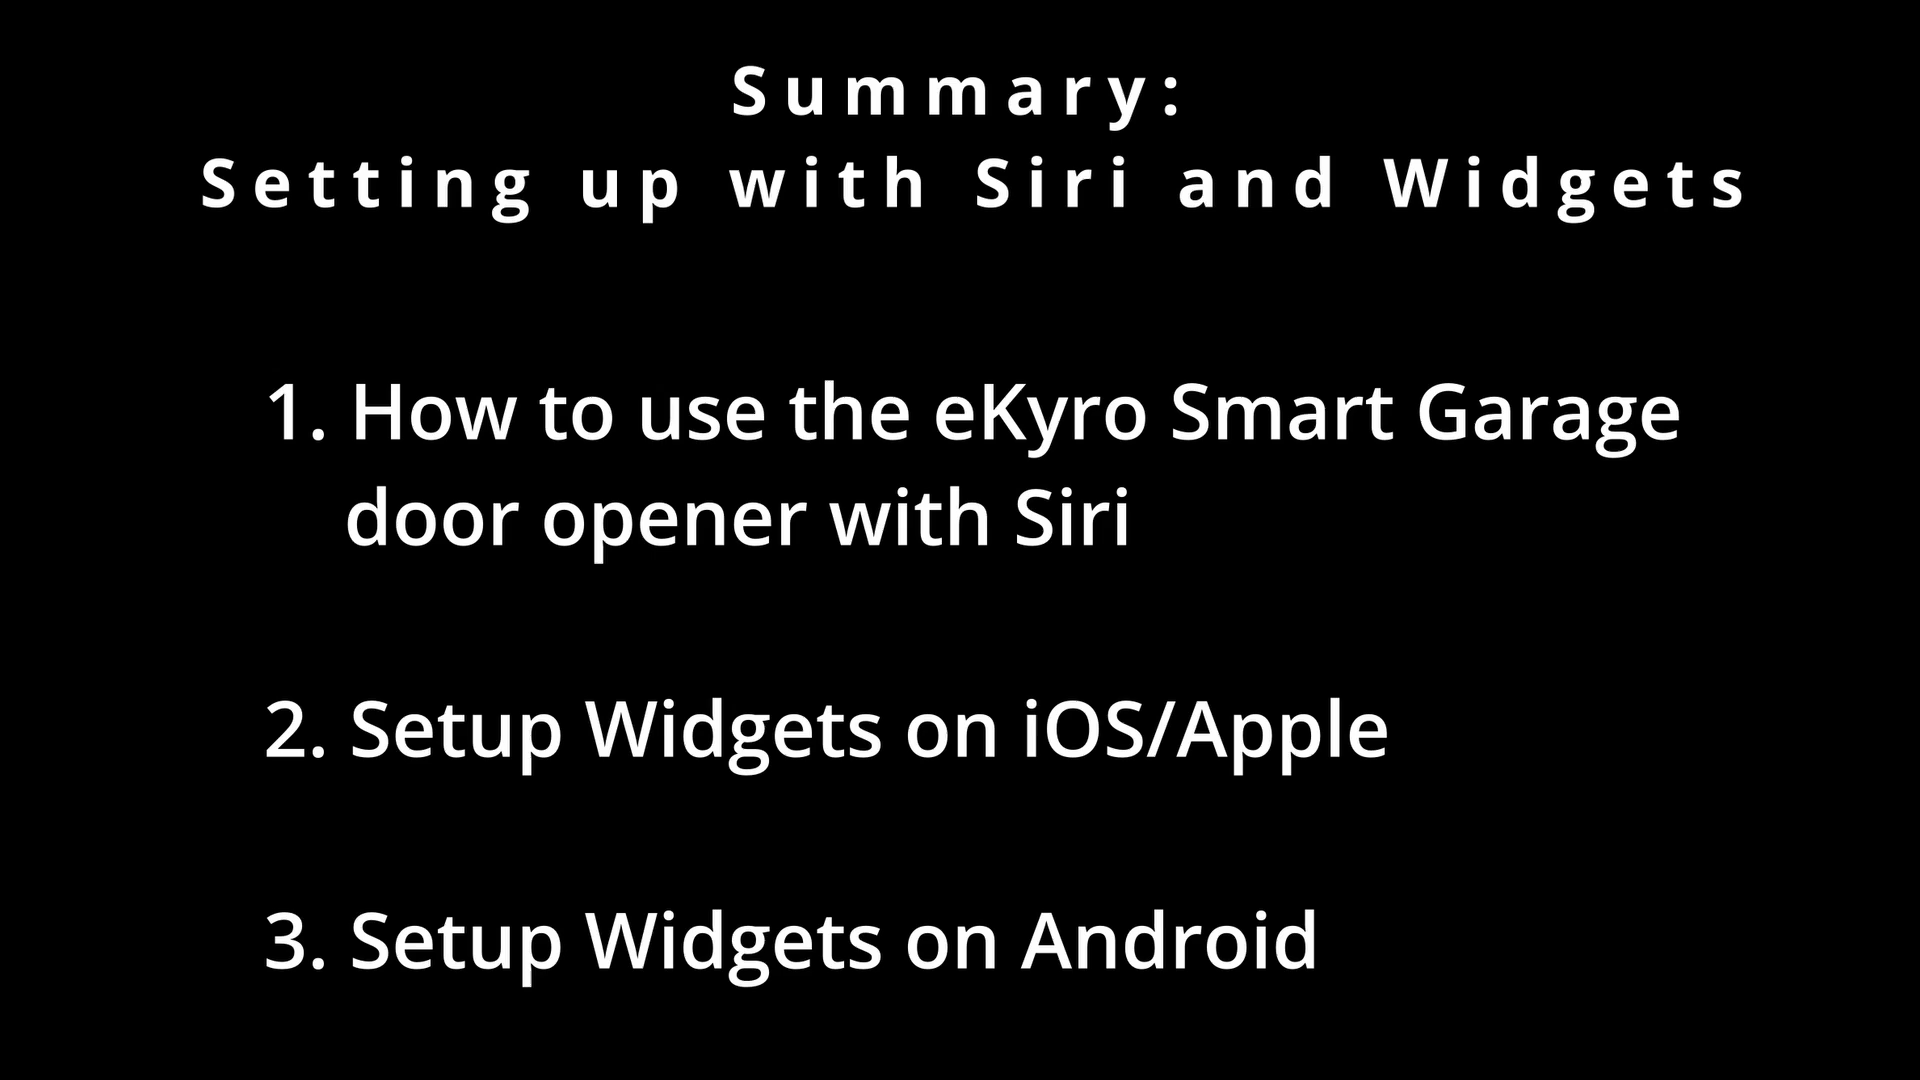 Summary:
Setting up with Siri and Widgets
1. How to use the eKyro Smart Garage
door opener with Siri
2. Setup Widgets on iOS/Apple
3. Setup Widgets on Android